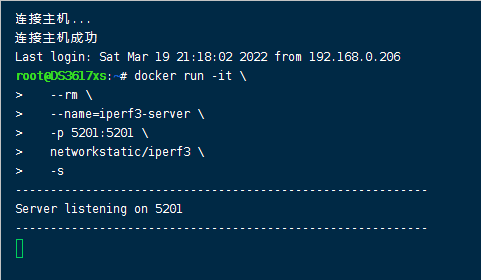 连接主机...
连接主机成功
Last login: Sat Mar 19 21:18:02 2022 from 192.168.0.206
root@DS3617xs:~# docker run -it \
>    --rm \
>    --name=iperf3-server \
>    -p 5201:5201 \
>    networkstatic/iperf3 \
>    -s
-----------------------------------------------------------
Server listening on 5201
-----------------------------------------------------------